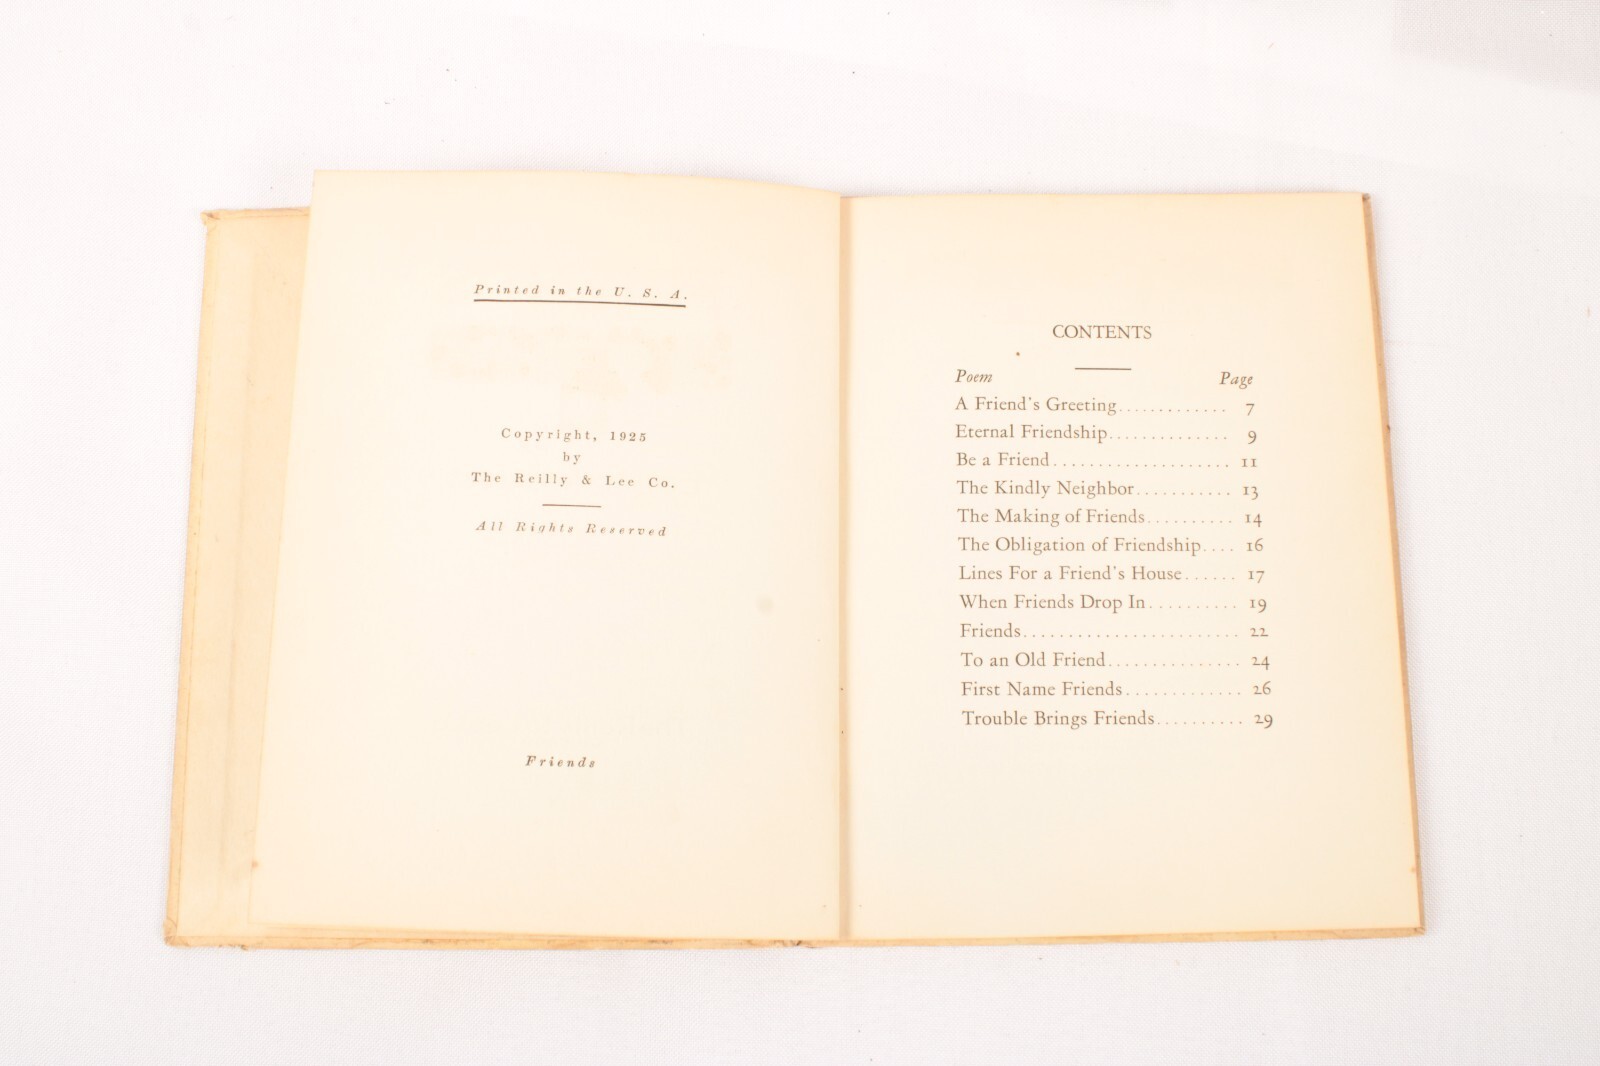 Printed in the U. S. A.
Copyright, 1925
by
The Reilly & Lee Co.
All Rights Reserved
Friends
CONTENTS
Poem Page
A Friend's Greeting............. 7
Eternal Friendship.............. 9
Be a Friend.................... 11
The Kindly Neighbor........... 13
The Making of Friends.......... 14
The Obligation of Friendship.... 16
Lines For a Friend's House...... 17
When Friends Drop In.......... 19
Friends........................ 22
To an Old Friend............... 24
First Name Friends............. 26
Trouble Brings Friends.......... 29